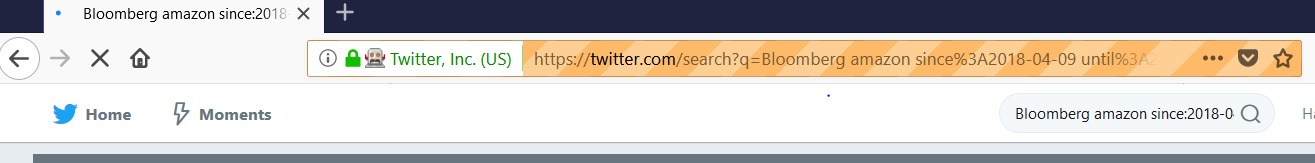 Bloomberg amazon since:2018-
Twitter, Inc. (US) https://twitter.com/search?q=Bloomberg amazon since%3A2018-04-09 until%3A2
Home Moments Bloomberg amazon since:2018-0